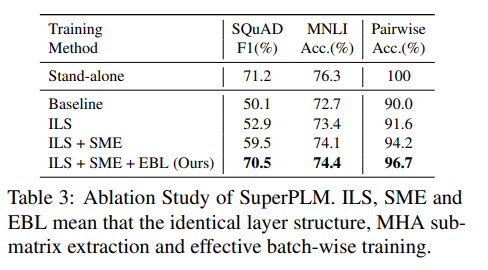 Training SQuAD MNLI Pairwise
Method F1(%) Acc.(%) Acc.(%)
Stand-alone 71.2 76.3 100
Baseline 50.1 72.7 90.0
ILS 52.9 73.4 91.6
ILS + SME 59.5 74.1 94.2
ILS + SME + EBL (Ours) 70.5 74.4 96.7
Table 3: Ablation Study of SuperPLM. ILS, SME and
EBL mean that the identical layer structure, MHA sub-
matrix extraction and effective batch-wise training.